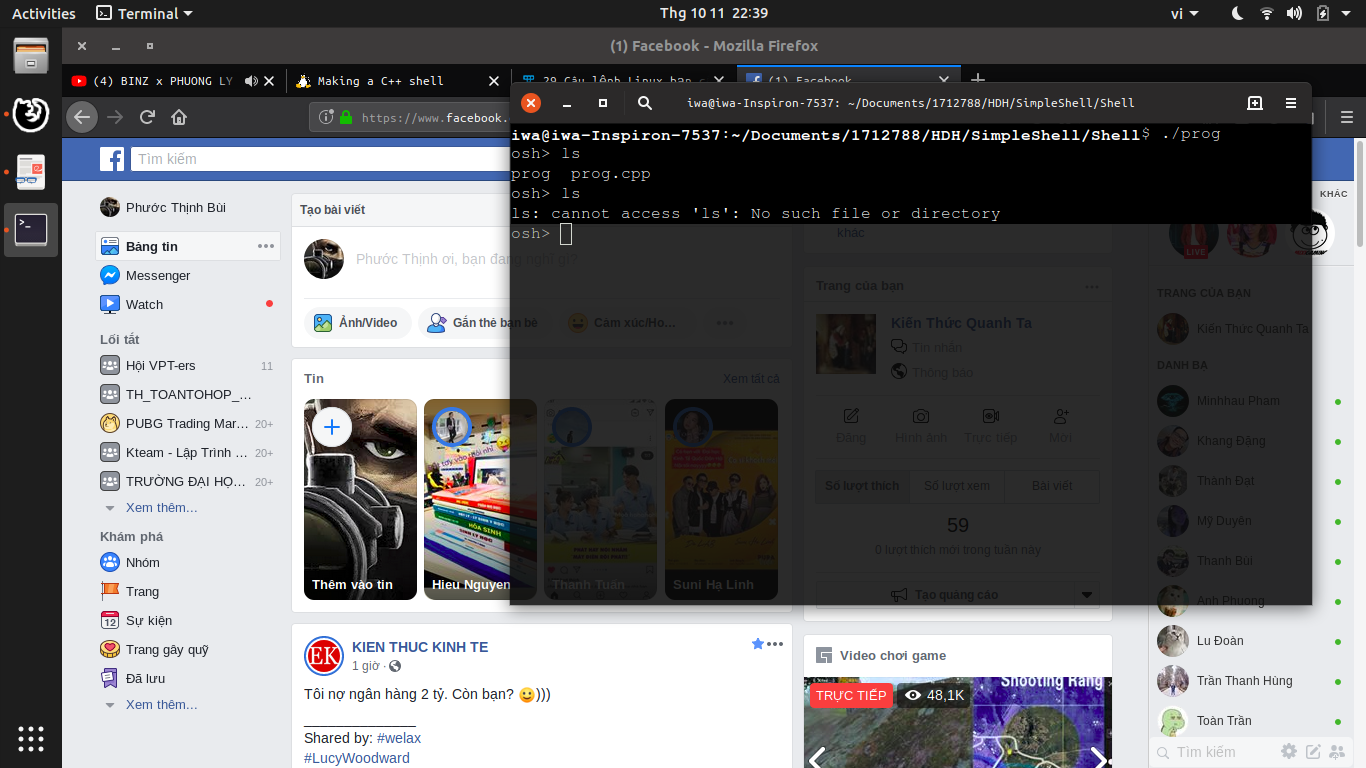 Activities Terminal Thg 10 11 22:39 vi
(1) Facebook - Mozilla Firefox
(4) BINZ x PHUONG LY Making a C++ shell 29 Câu lệnh Linux bạn (1) Facebook
https://www.facebook.
iwa@iwa-Inspiron-7537: ~/Documents/1712788/HDH/SimpleShell/Shell
iwa@iwa-Inspiron-7537:~/Documents/1712788/HDH/SimpleShell/Shell$ ./prog
osh> ls
prog prog.cpp
osh> ls
ls: cannot access 'ls': No such file or directory
osh>
Tìm kiếm
Phước Thịnh Bùi
Bảng tin
Messenger
Watch
Lối tắt
Hội VPT-ers 11
TH_TOANTOHOP_...
PUBG Trading Mar... 20+
Kteam - Lập Trình ... 20+
TRƯỜNG ĐẠI HỌ... 20+
Xem thêm...
Khám phá
Nhóm
Trang
12
Sự kiện
Trang gây quỹ
Đã lưu
Xem thêm...
Tạo bài viết
Phước Thịnh ơi, bạn đang nghĩ gì?
Ảnh/Video Gắn thẻ bạn bè Cảm xúc/Ho...
Tin Xem tất cả
HÓA SINH
SINH LÝ HỌC
Thêm vào tin Hieu Nguyen Thanh Tuấn Suni Hạ Linh
EK
KIEN THUC KINH TE
1 giờ ·
Tôi nợ ngân hàng 2 tỷ. Còn bạn? 😃)))
Shared by: #welax
#LucyWoodward
khác
Trang của bạn
Kiến Thức Quanh Ta
Tin nhắn
Thông báo
Đăng Hình ảnh Trực tiếp Mời
Số lượt thích Số lượt xem Bài viết
59
0 lượt thích mới trong tuần này
Tạo quảng cáo
Video chơi game
TRỰC TIẾP 48,1K
Shooting Rang
KHÁC
LIVE
TRANG CỦA BẠN
Kiến Thức Quanh Ta
DANH BẠ
Minhhau Pham
Khang Đặng
Thành Đạt
Mỹ Duyên
Thanh Bùi
Anh Phuong
Lu Đoàn
Trần Thanh Hùng
Toàn Trần
Tìm kiếm